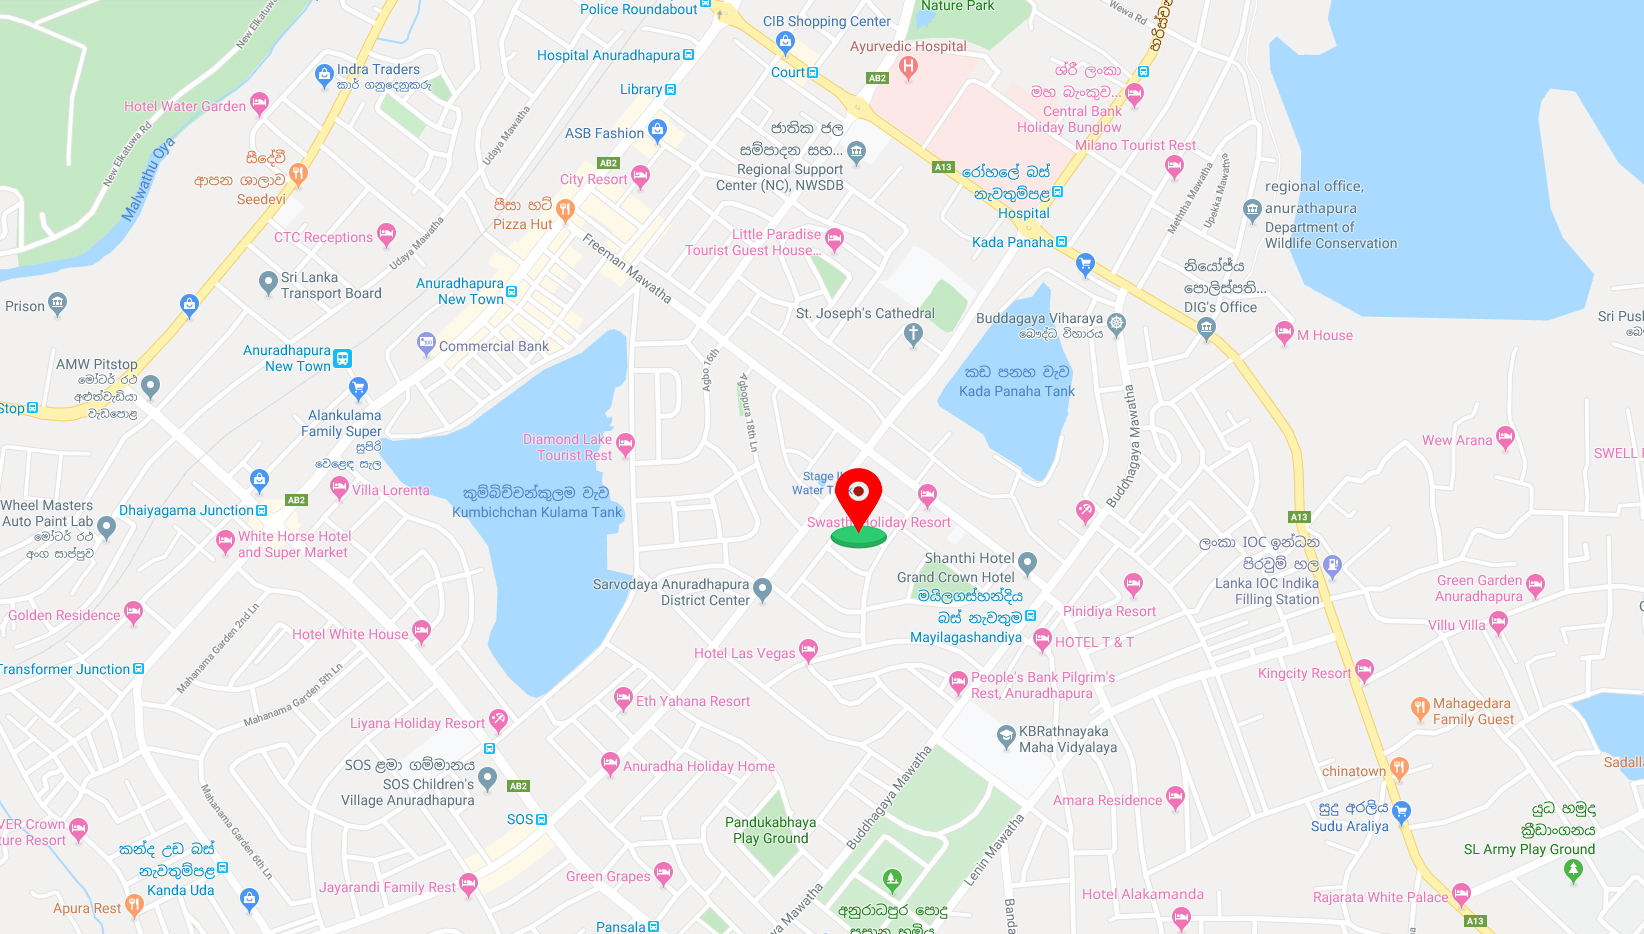 Police Roundabout
CIB Shopping Center
Nature Park
Wewa Rd
New Elkatuwa Rd
Hospital Anuradhapura
Ayurvedic Hospital
Indra Traders
කාර් ගනුදෙනුකරු
Court
AB2
ශ්‍රී ලංකා
මහ බැංකුව...
Central Bank
Holiday Bunglow
Library
Hotel Water Garden
ASB Fashion
ජාතික ජල
සම්පාදන සහ...
Regional Support
Center (NC), NWSDB
Milano Tourist Rest
Udaya Mawatha
New Elkatuwa Rd
Malwathu Oya
සීදේවී
ආපන ශාලාව
Seedevi
AB2
City Resort
A13
රෝහලේ බස්
නැවතුම්පළ
Hospital
Meththa Mawatha
Upekka Mawatha
regional office,
anurathapura
Department of
Wildlife Conservation
පීසා හට්
Pizza Hut
CTC Receptions
Udaya Mawatha
Little Paradise
Tourist Guest House...
Kada Panaha
Freeman Mawatha
නියෝජ්ය
පොලිස්පති...
DIG's Office
Sri Lanka
Transport Board
Prison
Anuradhapura
New Town
St. Joseph's Cathedral
Buddagaya Viharaya
බෞද්ධ විහාරය
M House
Commercial Bank
Anuradhapura
New Town
AMW Pitstop
මෝටර් රථ
අළුත්වැඩියා
වැඩපොළ
Agbo 16th
Agbopura 18th Ln
කඩ පනහ වැව
Kada Panaha Tank
Stop
Alankulama
Family Super
සුපිරි
වෙළෙඳ සැල
Diamond Lake
Tourist Rest
Buddhagaya Mawatha
Wew Arana
SWELL
Stage II
Water
Villa Lorenta
කුම්බිච්චන්කුලම වැව
Kumbichchan Kulama Tank
Wheel Masters
Auto Paint Lab
මෝටර් රථ
අංග සාප්පුව
AB2
Dhaiyagama Junction
White Horse Hotel
and Super Market
Swasthi Holiday Resort
A13
ලංකා IOC ඉන්ධන
පිරවුම් හල
Lanka IOC Indika
Filling Station
Shanthi Hotel
Grand Crown Hotel
මයිලගස්හන්දිය
බස් නැවතුම
Mayilagashandiya
Sarvodaya Anuradhapura
District Center
Green Garden
Anuradhapura
Pinidiya Resort
Golden Residence
Mahanama Garden 2nd Ln
Hotel White House
HOTEL T & T
Villu Villa
Hotel Las Vegas
Transformer Junction
Mahanama Garden 5th Ln
People's Bank Pilgrim's
Rest, Anuradhapura
Kingcity Resort
Eth Yahana Resort
Mahagedara
Family Guest
Liyana Holiday Resort
KBRathnayaka
Maha Vidyalaya
SOS ළමා ගම්මානය
SOS Children's
Village Anuradhapura
Anuradha Holiday Home
AB2
Buddhagaya Mawatha
chinatown
Mahanama Garden 6th Ln
SOS
Amara Residence
සුදු අරලිය
Sudu Araliya
යුධ හමුදා
ක්‍රීඩාංගනය
SL Army Play Ground
Pandukabhaya
Play Ground
VER Crown
ture Resort
Lenin Mawatha
කන්ද උඩ බස්
නැවතුම්පළ
Kanda Uda
Jayarandi Family Rest
Green Grapes
Hotel Alakamanda
Rajarata White Palace
Apura Rest
අනුරාධපුර පොදු
Pansala
A13